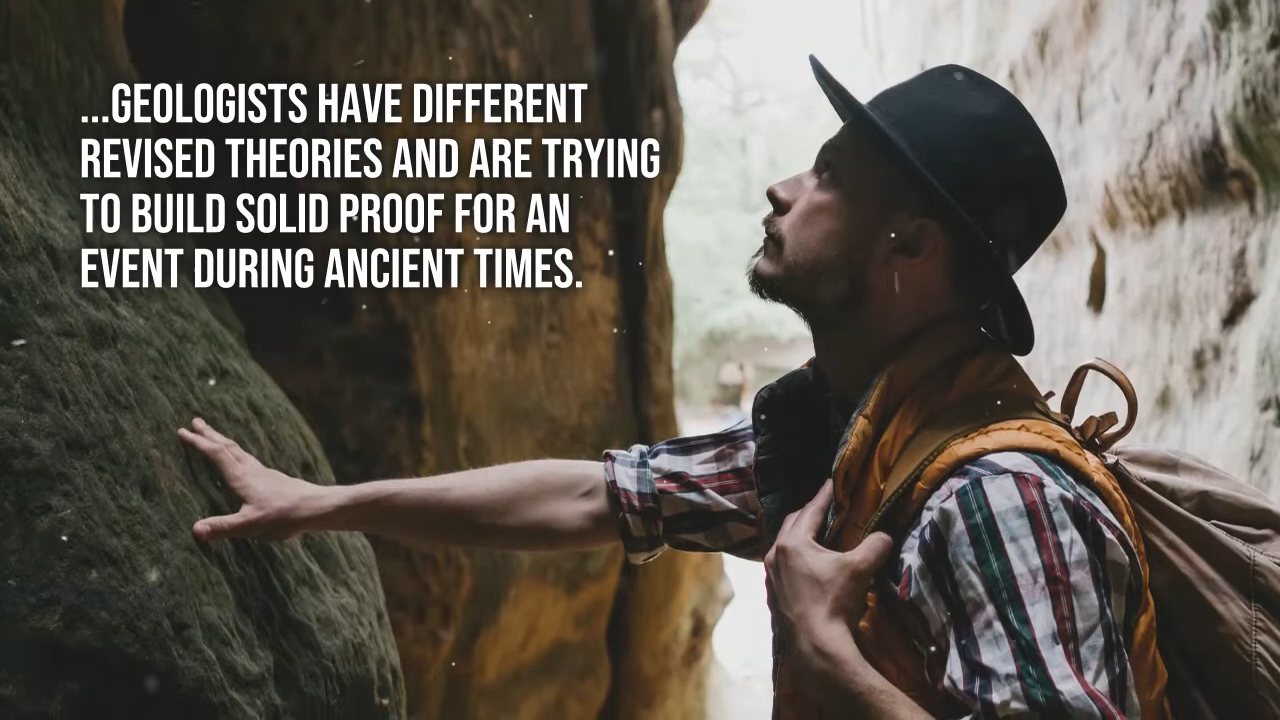 ...GEOLOGISTS HAVE DIFFERENT
REVISED THEORIES AND ARE TRYING
TO BUILD SOLID PROOF FOR AN
EVENT DURING ANCIENT TIMES.